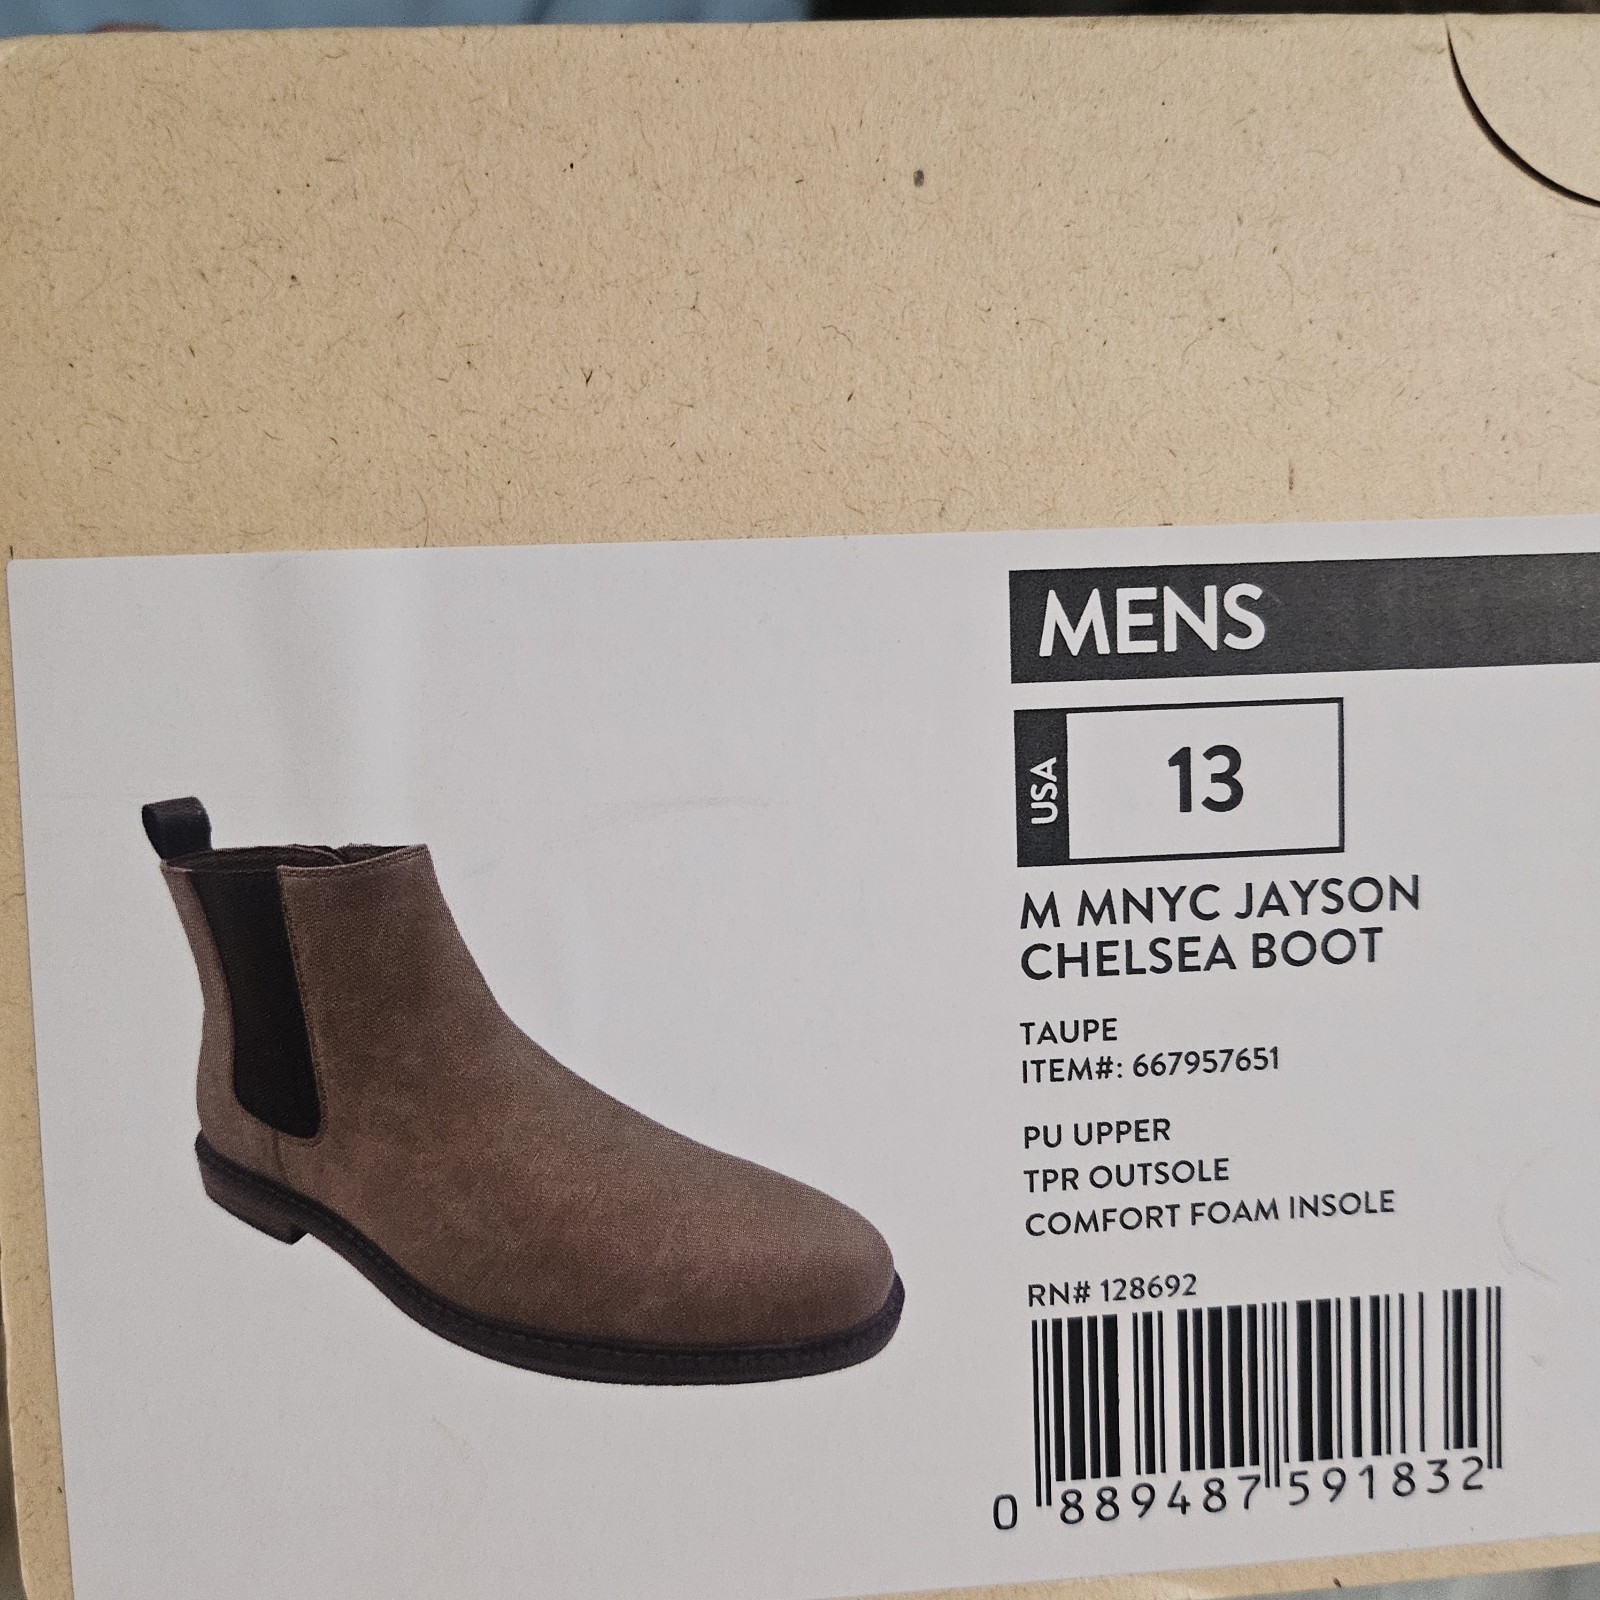 MENS
USA
13
M MNYC JAYSON
CHELSEA BOOT
TAUPE
ITEM#: 667957651
PU UPPER
TPR OUTSOLE
COMFORT FOAM INSOLE
RN# 128692
0 889487 591832